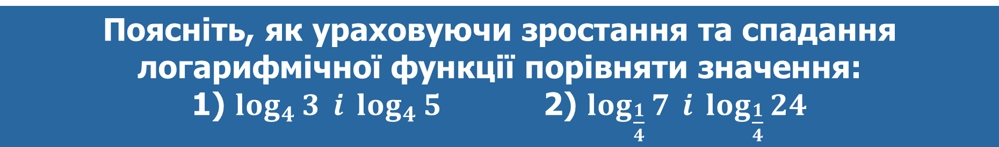 Поясніть, як ураховуючи зростання та спадання
логарифмічної функції порівняти значення:
1) log₄ 3 і log₄ 5 2) log_{1/4} 7 і log_{1/4} 24